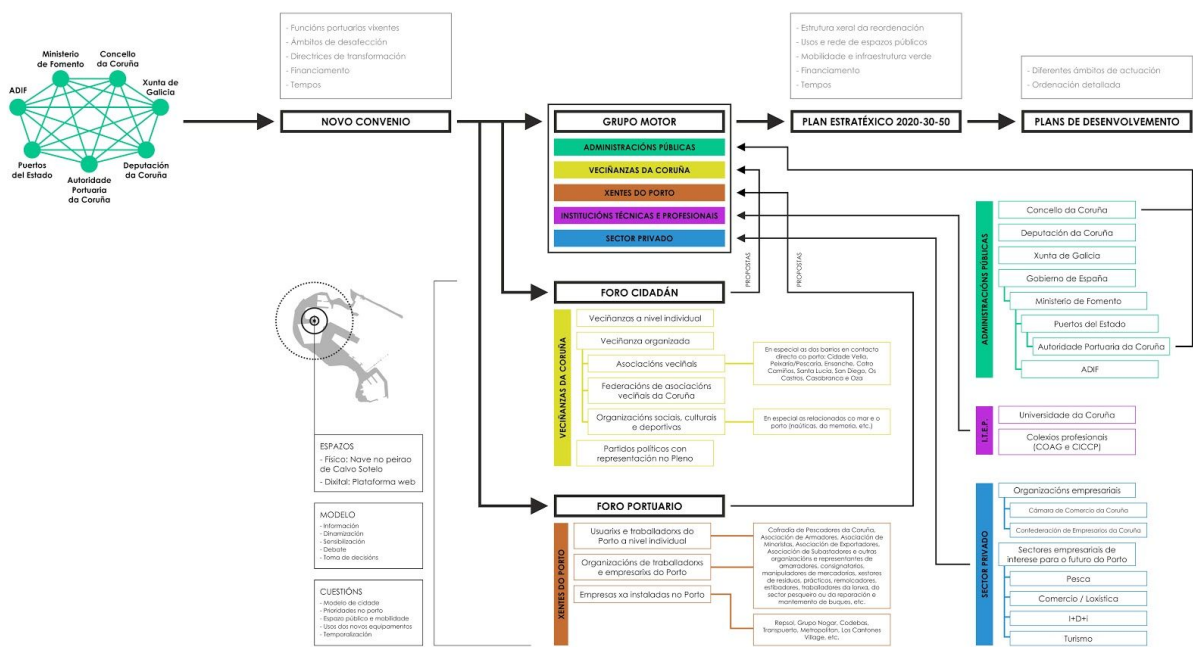 Ministerio
de Fomento
Concello
da Coruña
ADIF
Xunta de
Galicia
Puertos
del Estado
Autoridade
Portuaria
da Coruña
Deputación
da Coruña
- Funcións portuarias vixentes
- Ámbitos de desafección
- Directrices de transformación
- Financiamento
- Tempos
NOVO CONVENIO
GRUPO MOTOR
ADMINISTRACIÓNS PÚBLICAS
VECIÑANZAS DA CORUÑA
XENTES DO PORTO
INSTITUCIÓNS TÉCNICAS E PROFESIONAIS
SECTOR PRIVADO
- Estrutura xeral da reordenación
- Usos e rede de espazos públicos
- Mobilidade e infraestrutura verde
- Financiamento
- Tempos
PLAN ESTRATÉXICO 2020-30-50
- Diferentes ámbitos de actuación
- Ordenación detallada
PLANS DE DESENVOLVEMENTO
PROPOSTAS
PROPOSTAS
FORO CIDADÁN
VECIÑANZAS DA CORUÑA
Veciñanzas a nivel individual
Veciñanza organizada
Asociacións veciñais
Federacións de asociacións
veciñais da Coruña
Organizacións sociais, culturais
e deportivas
Partidos políticos con
representación no Pleno
En especial as dos barrios en contacto
directo co porto: Cidade Vella,
Peixaría/Pescaría, Ensanche, Catro
Camiños, Santa Lucía, San Diego, Os
Castros, Casabranca e Oza
En especial as relacionadas co mar e o
porto (naúticas, da memoria, etc.)
FORO PORTUARIO
XENTES DO PORTO
Usuarixs e traballadorxs do
Porto a nivel individual
Organizacións de traballadorxs
e empresarixs do Porto
Empresas xa instaladas no Porto
Cofradía de Pescadores da Coruña,
Asociación de Armadores, Asociación de
Minoristas, Asociación de Exportadores,
Asociación de Subastadores e outras
organizacións e representantes de
amarradores, consignatarios,
manipuladores de mercadorías, xestores
de residuos, prácticos, remolcadores,
estibadores, traballadores da lonxa, do
sector pesqueiro ou da reparación e
mantemento de buques, etc.
Repsol, Grupo Nogar, Codebas,
Transpuerto, Metropolitan, Los Cantones
Village, etc.
ESPAZOS
- Físico: Nave no peirao
de Calvo Sotelo
- Dixital: Plataforma web
MODELO
- Información
- Dinamización
- Sensibilización
- Debate
- Toma de decisións
CUESTIÓNS
- Modelo de cidade
- Prioridades no porto
- Espazo público e mobilidade
- Usos dos novos equipamentos
- Temporalización
ADMINISTRACIÓNS PÚBLICAS
Concello da Coruña
Deputación da Coruña
Xunta de Galicia
Gobierno de España
Ministerio de Fomento
Puertos del Estado
Autoridade Portuaria da Coruña
ADIF
I.T.E.P.
Universidade da Coruña
Colexios profesionais
(COAG e CICCP)
SECTOR PRIVADO
Organizacións empresariais
Cámara de Comercio da Coruña
Confederación de Empresarios da Coruña
Sectores empresariais de
interese para o futuro do Porto
Pesca
Comercio / Loxística
I+D+i
Turismo